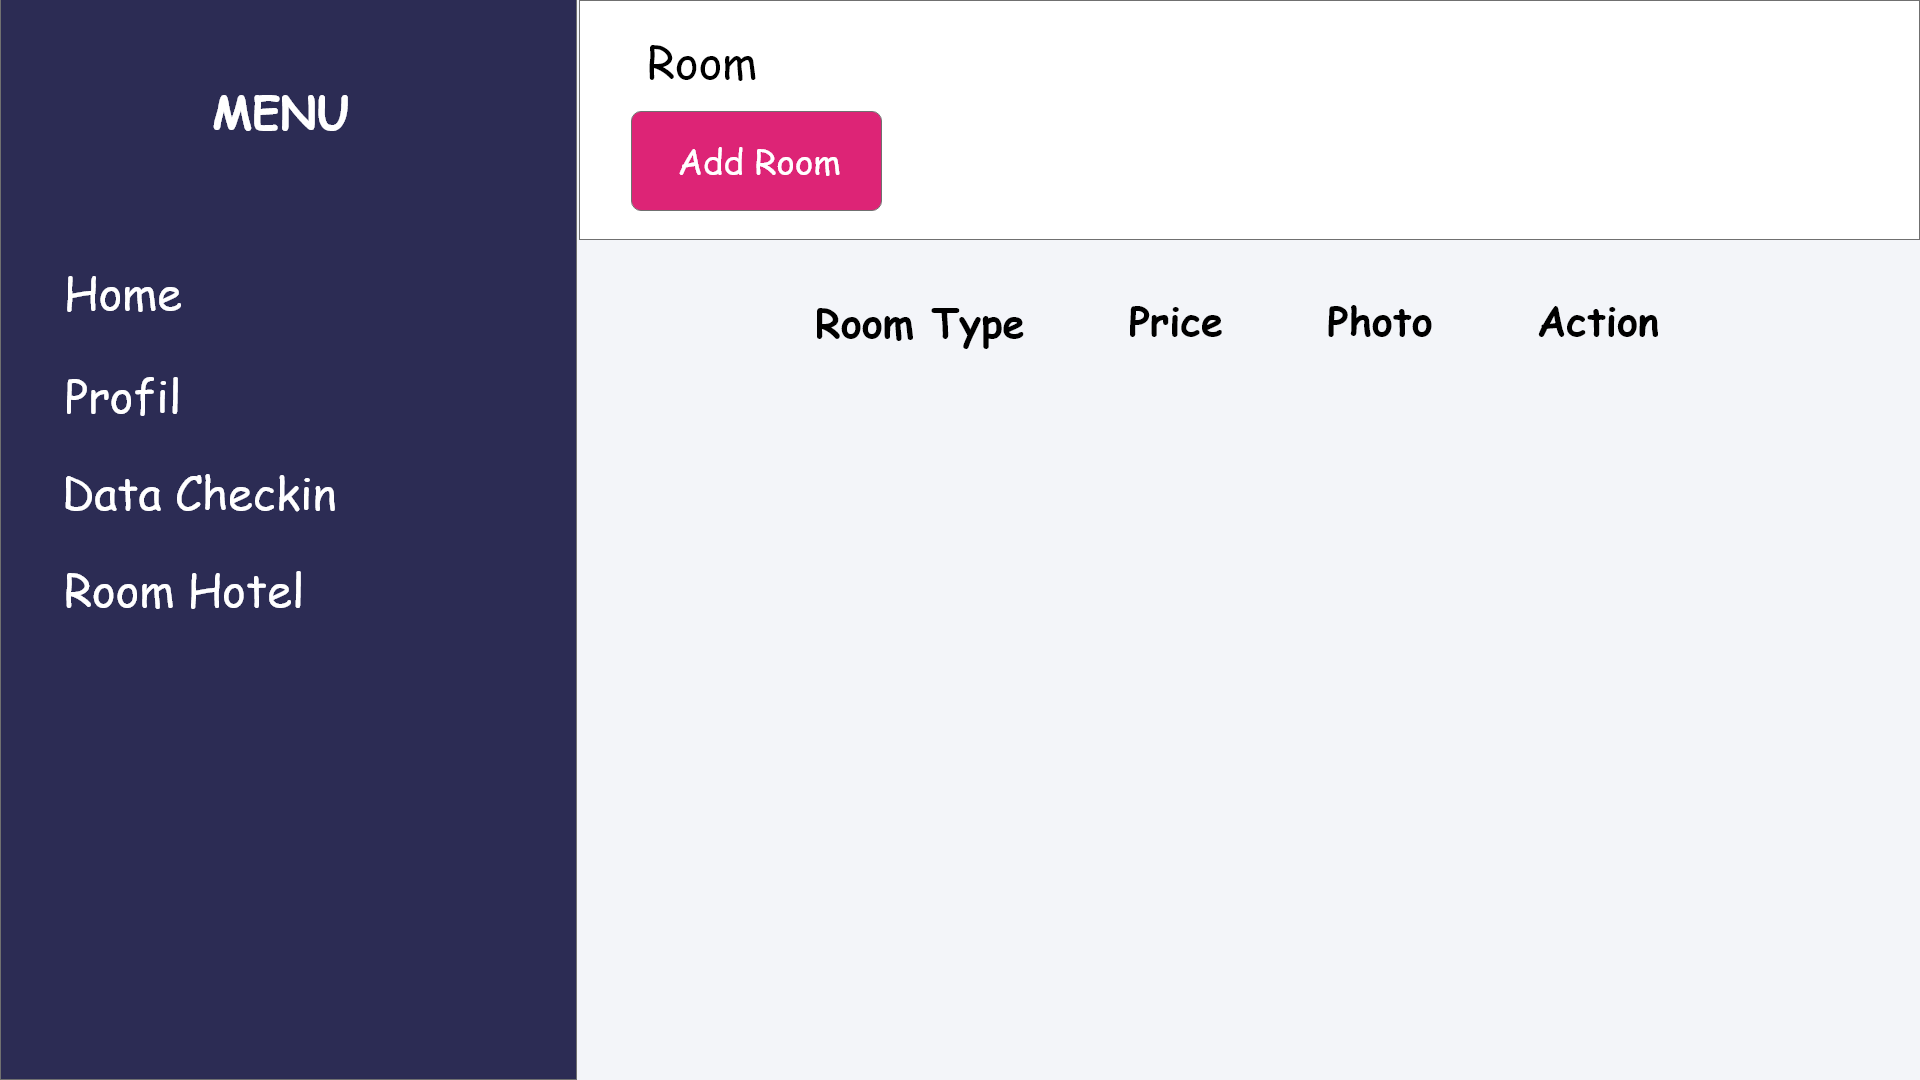 MENU
Home
Profil
Data Checkin
Room Hotel
Room
Add Room
Room Type Price Photo Action